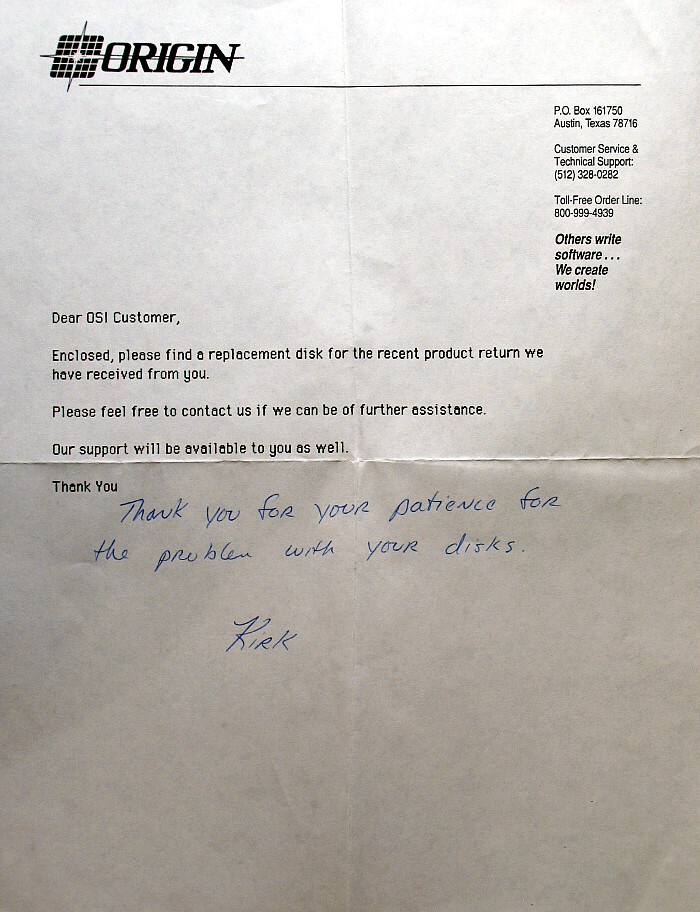 ORIGIN
P.O. Box 161750
Austin, Texas 78716
Customer Service &
Technical Support:
(512) 328-0282
Toll-Free Order Line:
800-999-4939
Others write
software...
We create
worlds!
Dear OSI Customer,
Enclosed, please find a replacement disk for the recent product return we
have received from you.
Please feel free to contact us if we can be of further assistance.
Our support will be available to you as well.
Thank You
Thank you for your patience for
the problem with your disks.
Kirk